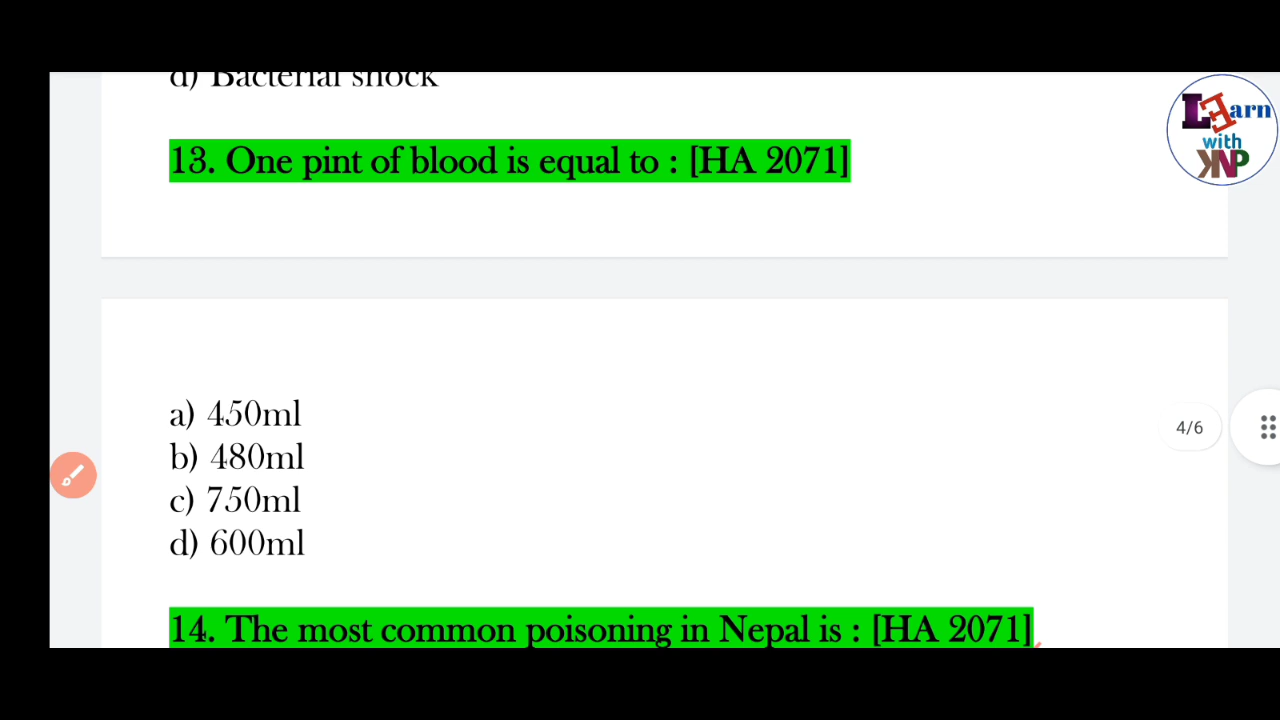 d) Bacterial shock
LEarn
with
KNP
13. One pint of blood is equal to : [HA 2071]
a) 450ml
4/6
b) 480ml
c) 750ml
d) 600ml
14. The most common poisoning in Nepal is : [HA 2071]